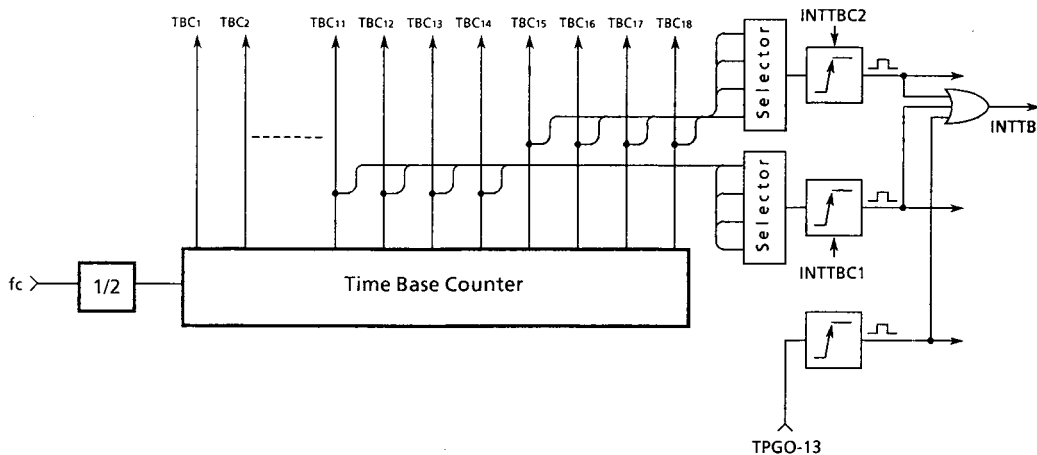 TBC1 TBC2 TBC11 TBC12 TBC13 TBC14 TBC15 TBC16 TBC17 TBC18
INTTBC2
Selector
INTTB
Selector
INTTBC1
fc
1/2
Time Base Counter
TPGO-13